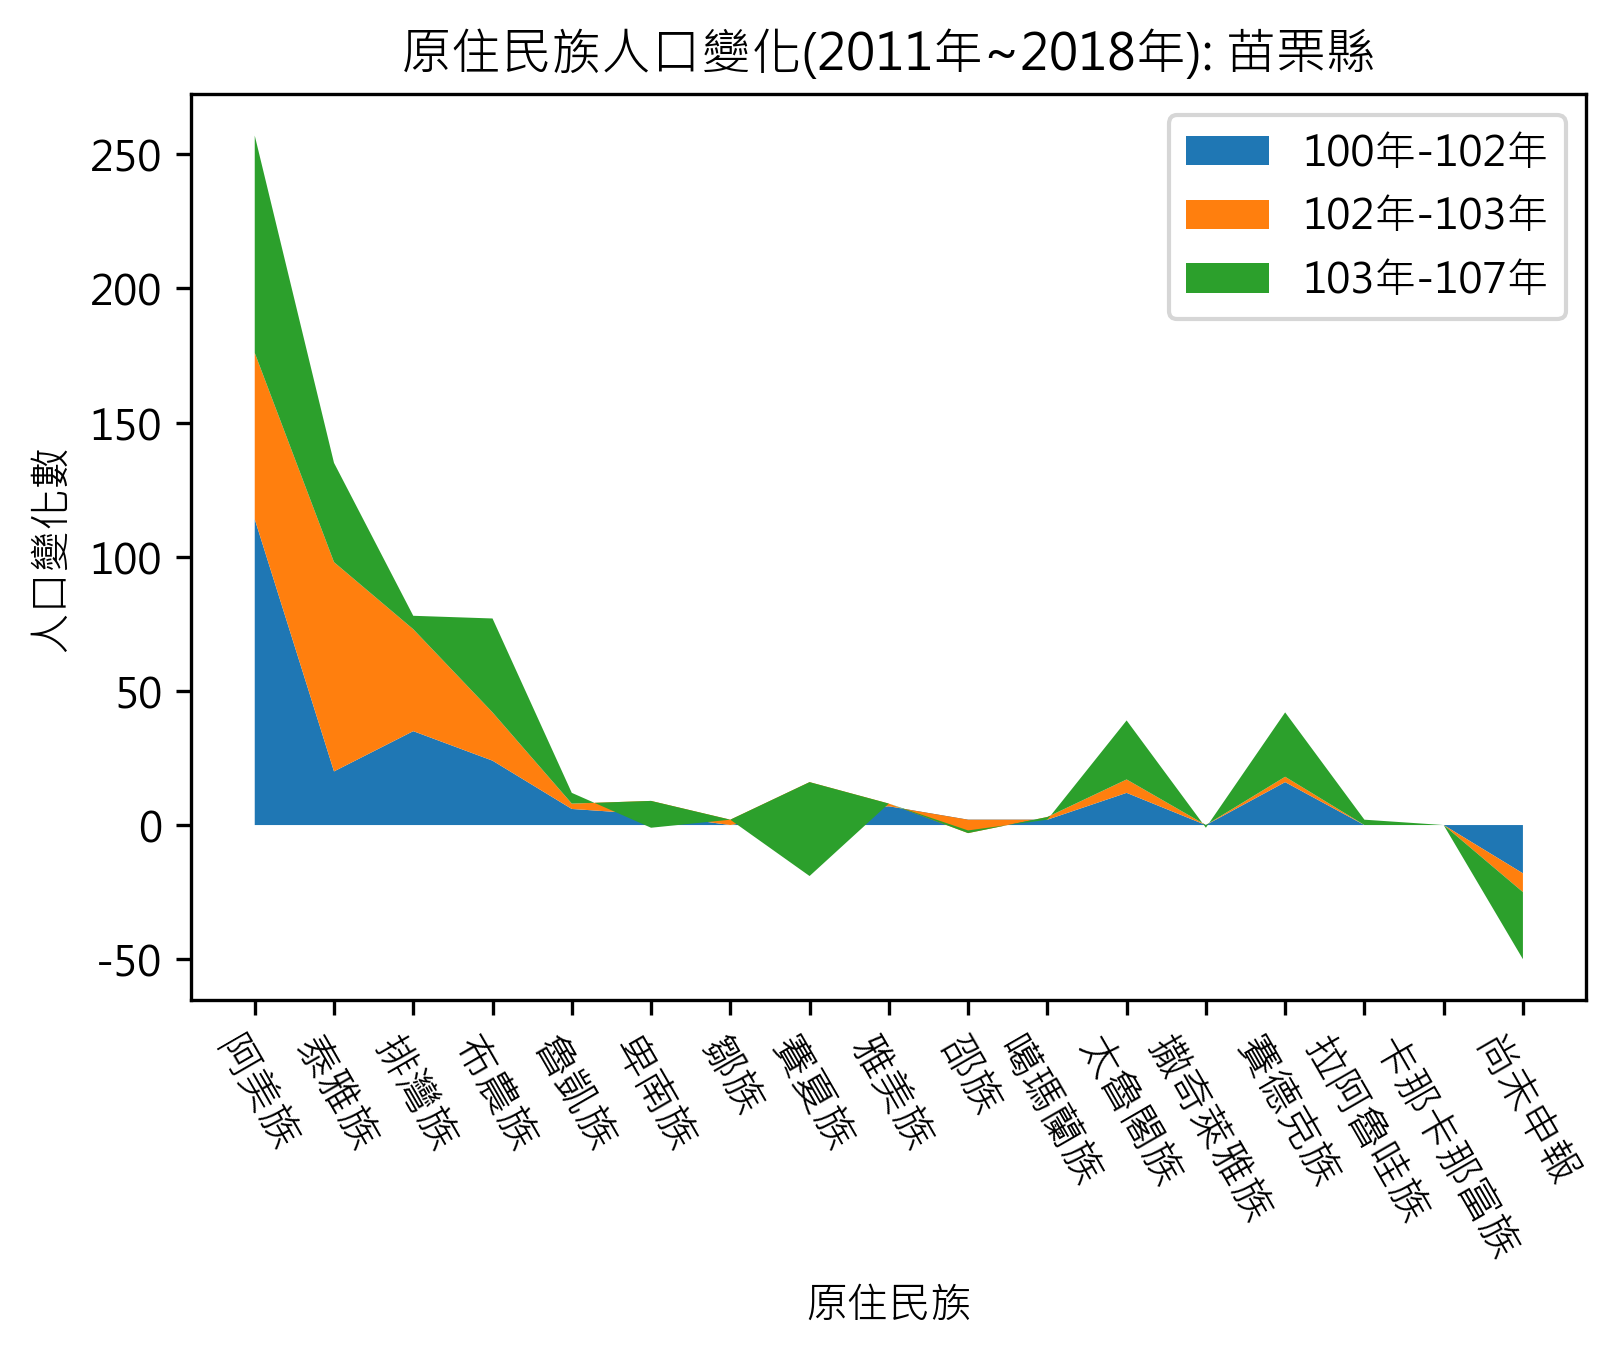 原住民族人口變化(2011年~2018年): 苗栗縣
100年-102年
102年-103年
103年-107年
250
200
150
100
50
0
-50
人口變化數
阿美族
泰雅族
排灣族
布農族
魯凱族
卑南族
鄒族
賽夏族
雅美族
邵族
噶瑪蘭族
太魯閣族
撒奇萊雅族
賽德克族
拉阿魯哇族
卡那卡那富族
尚未申報
原住民族